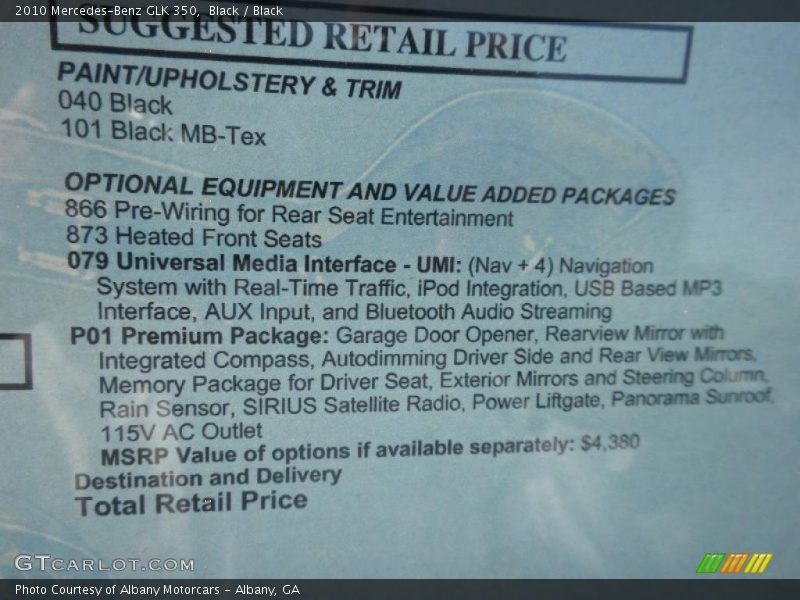 2010 Mercedes-Benz GLK 350, Black / Black
SUGGESTED RETAIL PRICE
PAINT/UPHOLSTERY & TRIM
040 Black
101 Black MB-Tex
OPTIONAL EQUIPMENT AND VALUE ADDED PACKAGES
866 Pre-Wiring for Rear Seat Entertainment
873 Heated Front Seats
079 Universal Media Interface - UMI: (Nav + 4) Navigation
System with Real-Time Traffic, iPod Integration, USB Based MP3
Interface, AUX Input, and Bluetooth Audio Streaming
P01 Premium Package: Garage Door Opener, Rearview Mirror with
Integrated Compass, Autodimming Driver Side and Rear View Mirrors,
Memory Package for Driver Seat, Exterior Mirrors and Steering Column,
Rain Sensor, SIRIUS Satellite Radio, Power Liftgate, Panorama Sunroof,
115V AC Outlet
MSRP Value of options if available separately: $4,380
Destination and Delivery
Total Retail Price
GTCARLOT.COM
Photo Courtesy of Albany Motorcars - Albany, GA